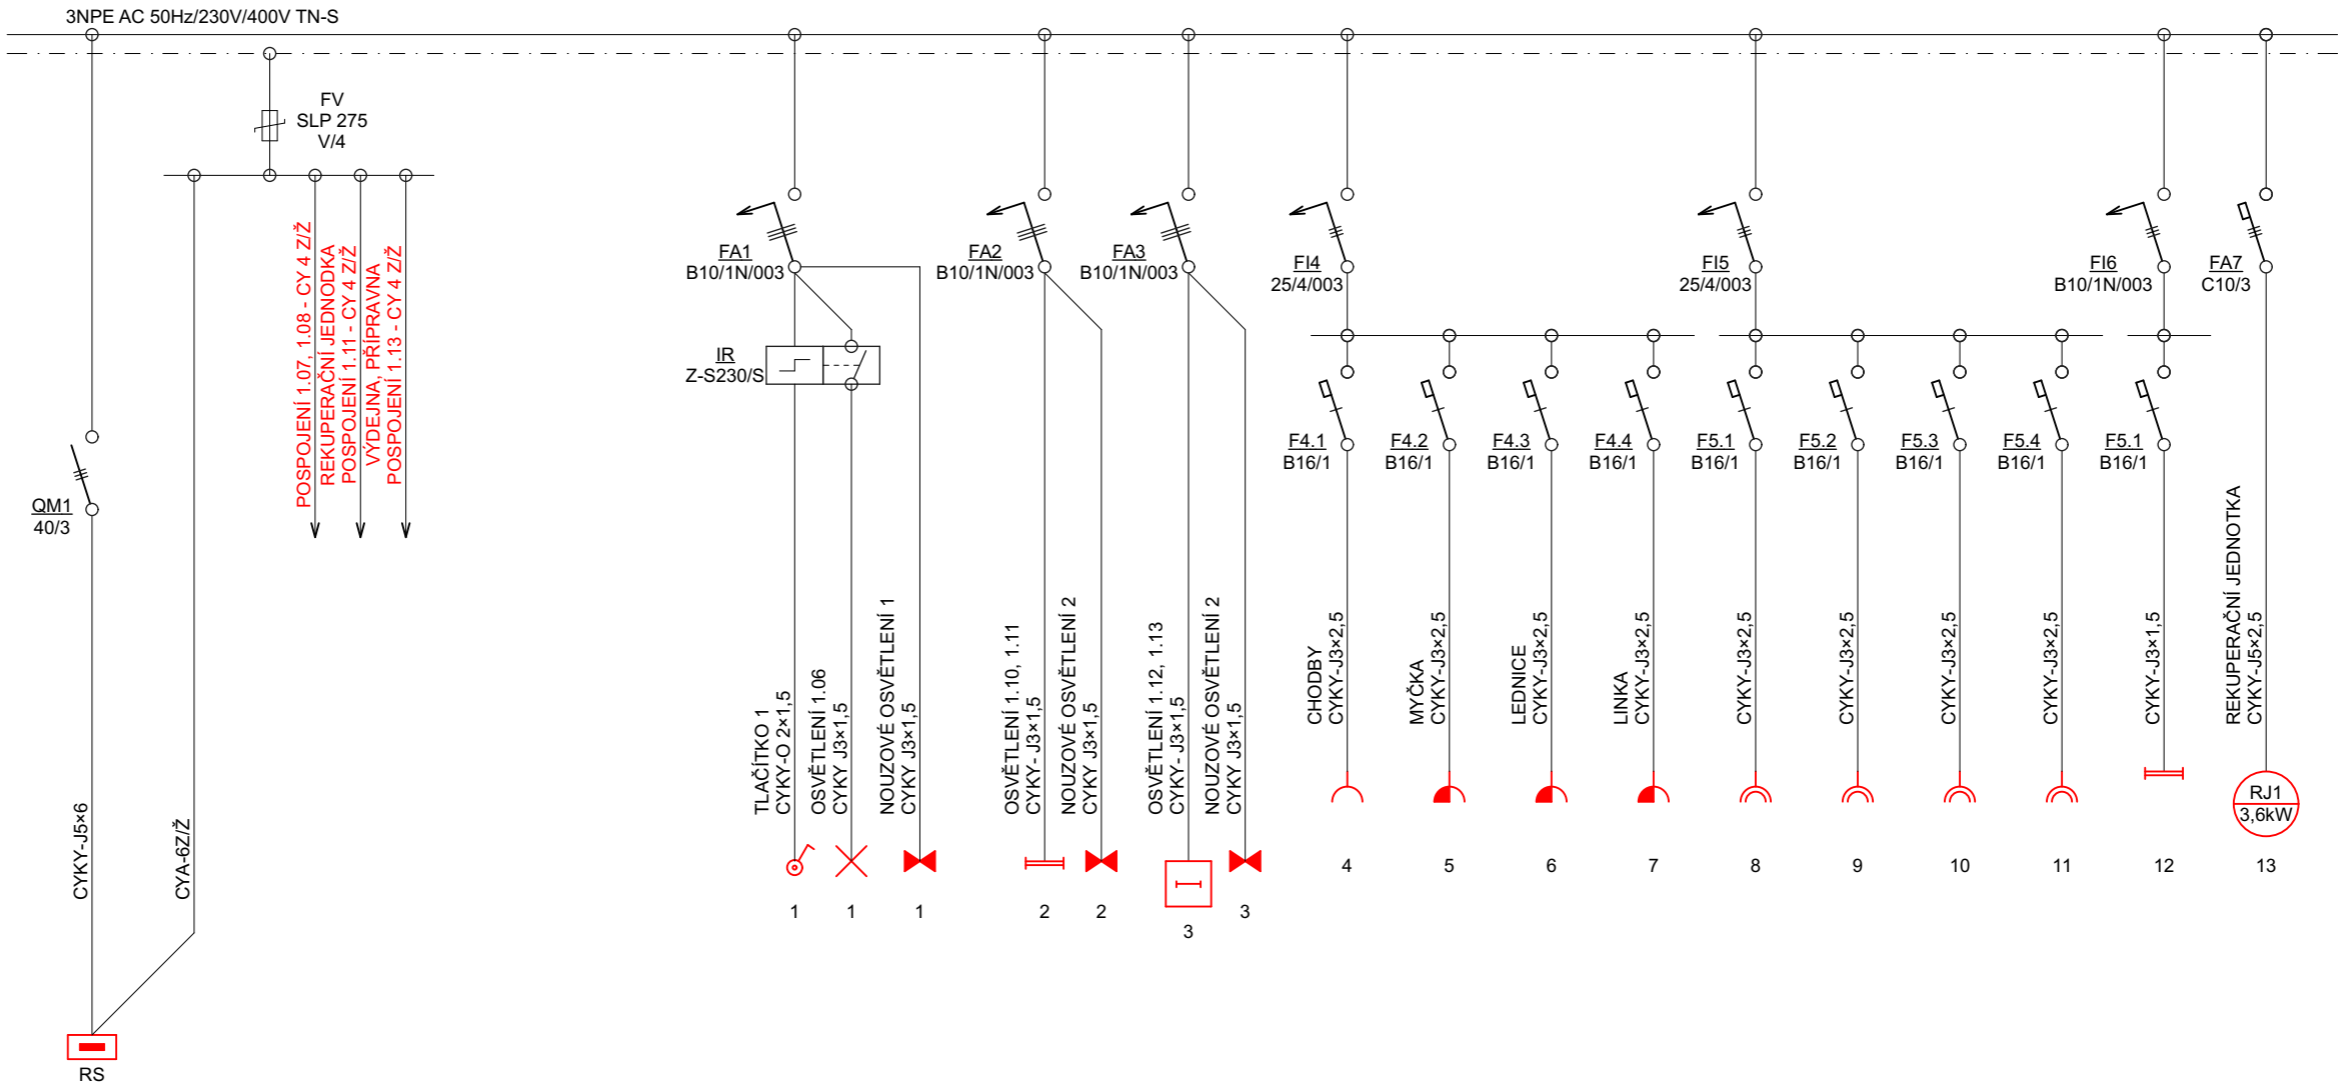 3NPE AC 50Hz/230V/400V TN-S
FV
SLP 275
V/4
POSPOJENÍ 1.07, 1.08 - CY 4 Z/Ž
REKUPERAČNÍ JEDNODKA
POSPOJENÍ 1.11 - CY 4 Z/Ž
VÝDEJNA, PŘÍPRAVNA
POSPOJENÍ 1.13 - CY 4 Z/Ž
QM1
40/3
CYKY-J5×6
CYA-6Z/Ž
RS
FA1
B10/1N/003
IR
Z-S230/S
TLAČÍTKO 1
CYKY-O 2×1,5
OSVĚTLENÍ 1.06
CYKY J3×1,5
NOUZOVÉ OSVĚTLENÍ 1
CYKY J3×1,5
1
1
1
FA2
B10/1N/003
OSVĚTLENÍ 1.10, 1.11
CYKY- J3×1,5
NOUZOVÉ OSVĚTLENÍ 2
CYKY J3×1,5
2
2
FA3
B10/1N/003
OSVĚTLENÍ 1.12, 1.13
CYKY- J3×1,5
NOUZOVÉ OSVĚTLENÍ 2
CYKY J3×1,5
3
3
FI4
25/4/003
F4.1
B16/1
CHODBY
CYKY-J3×2,5
4
F4.2
B16/1
MYČKA
CYKY-J3×2,5
5
F4.3
B16/1
LEDNICE
CYKY-J3×2,5
6
F4.4
B16/1
LINKA
CYKY-J3×2,5
7
FI5
25/4/003
F5.1
B16/1
CYKY-J3×2,5
8
F5.2
B16/1
CYKY-J3×2,5
9
F5.3
B16/1
CYKY-J3×2,5
10
F5.4
B16/1
CYKY-J3×2,5
11
FI6
B10/1N/003
F5.1
B16/1
CYKY-J3×1,5
12
FA7
C10/3
REKUPERAČNÍ JEDNOTKA
CYKY-J5×2,5
RJ1
3,6kW
13